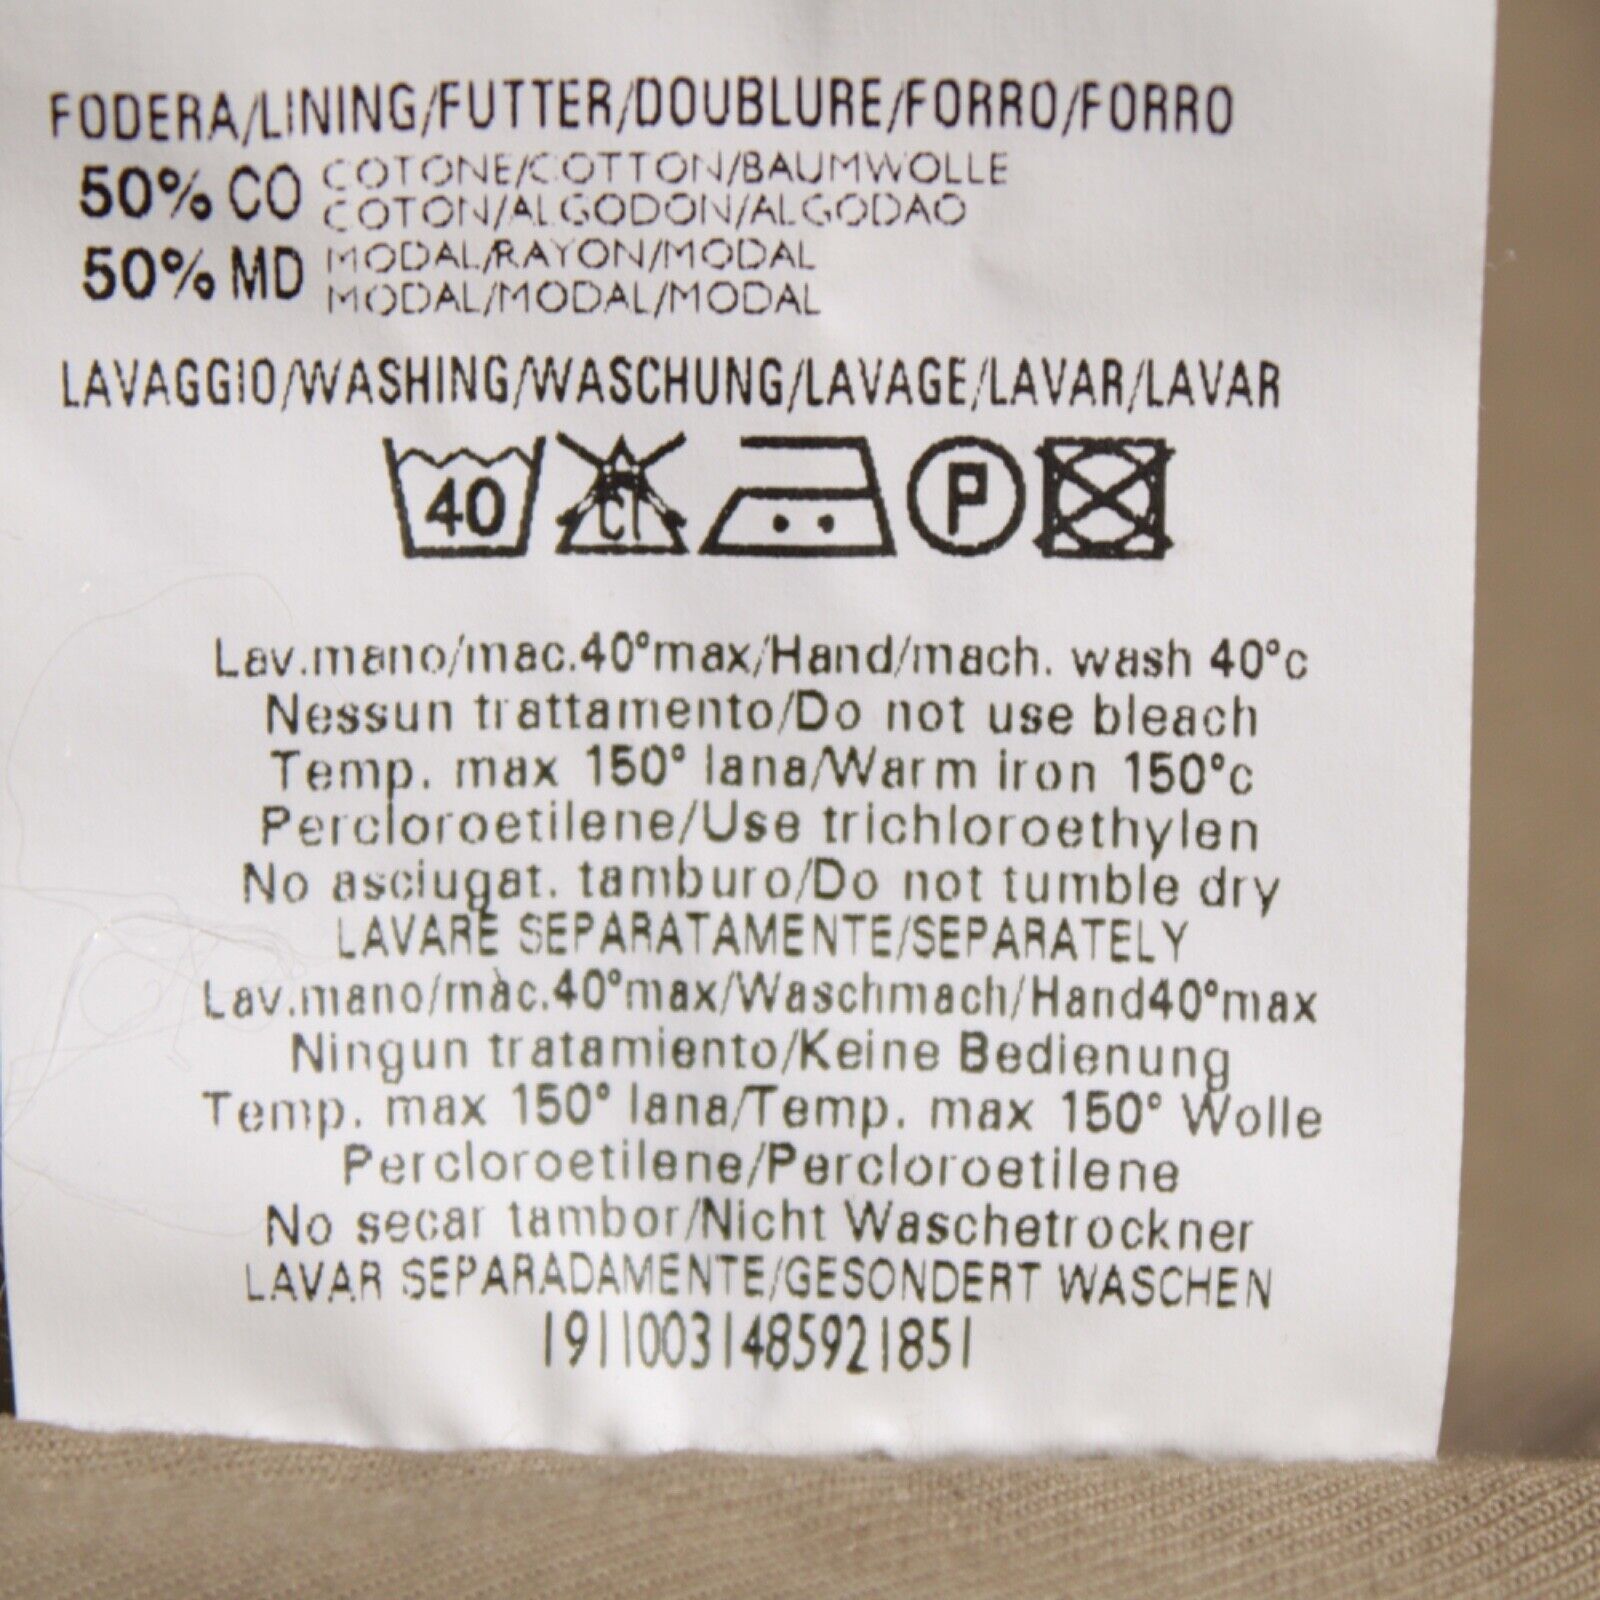 FODERA/LINING/FUTTER/DOUBLURE/FORRO/FORRO
50% CO COTONE/COTTON/BAUMWOLLE
COTON/ALGODON/ALGODAO
50% MD MODAL/RAYON/MODAL
MODAL/MODAL/MODAL
LAVAGGIO/WASHING/WASCHUNG/LAVAGE/LAVAR/LAVAR
40 Cl P
Lav.mano/mac.40°max/Hand/mach. wash 40°c
Nessun trattamento/Do not use bleach
Temp. max 150° lana/Warm iron 150°c
Percloroetilene/Use trichloroethylen
No asciugat. tamburo/Do not tumble dry
LAVARE SEPARATAMENTE/SEPARATELY
Lav.mano/mac.40°max/Waschmach/Hand40°max
Ningun tratamiento/Keine Bedienung
Temp. max 150° lana/Temp. max 150° Wolle
Percloroetilene/Percloroetilene
No secar tambor/Nicht Waschetrockner
LAVAR SEPARADAMENTE/GESONDERT WASCHEN
19110031485921851